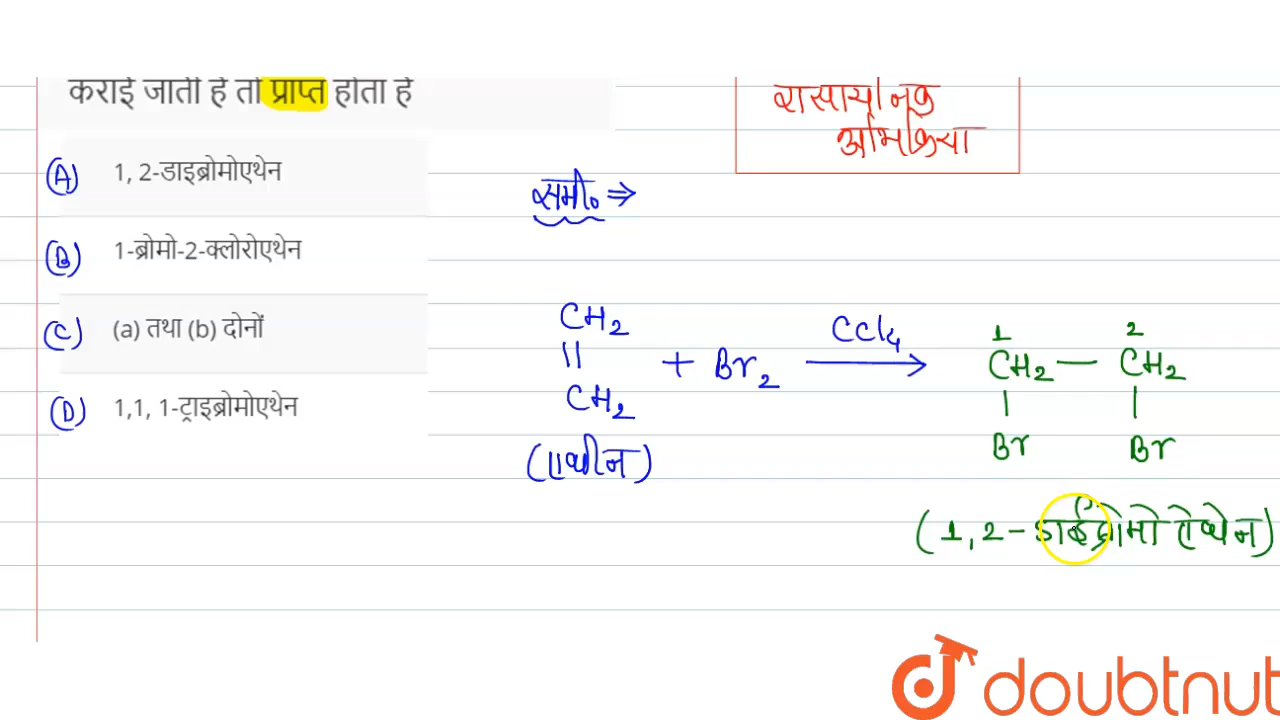 कराई जाती है तो प्राप्त होता है
रासायनिक
अभिक्रिया
(A) 1, 2-डाइब्रोमोएथेन
समी० ⇒
(B) 1-ब्रोमो-2-क्लोरोएथेन
(C) (a) तथा (b) दोनों
(D) 1,1, 1-ट्राइब्रोमोएथेन
CH2
||
CH2
(एथीन)
+ Br2
CCl4
→
1 2
CH2 — CH2
| |
Br Br
(1,2-डाईब्रोमो ऐथेन)
doubtnut